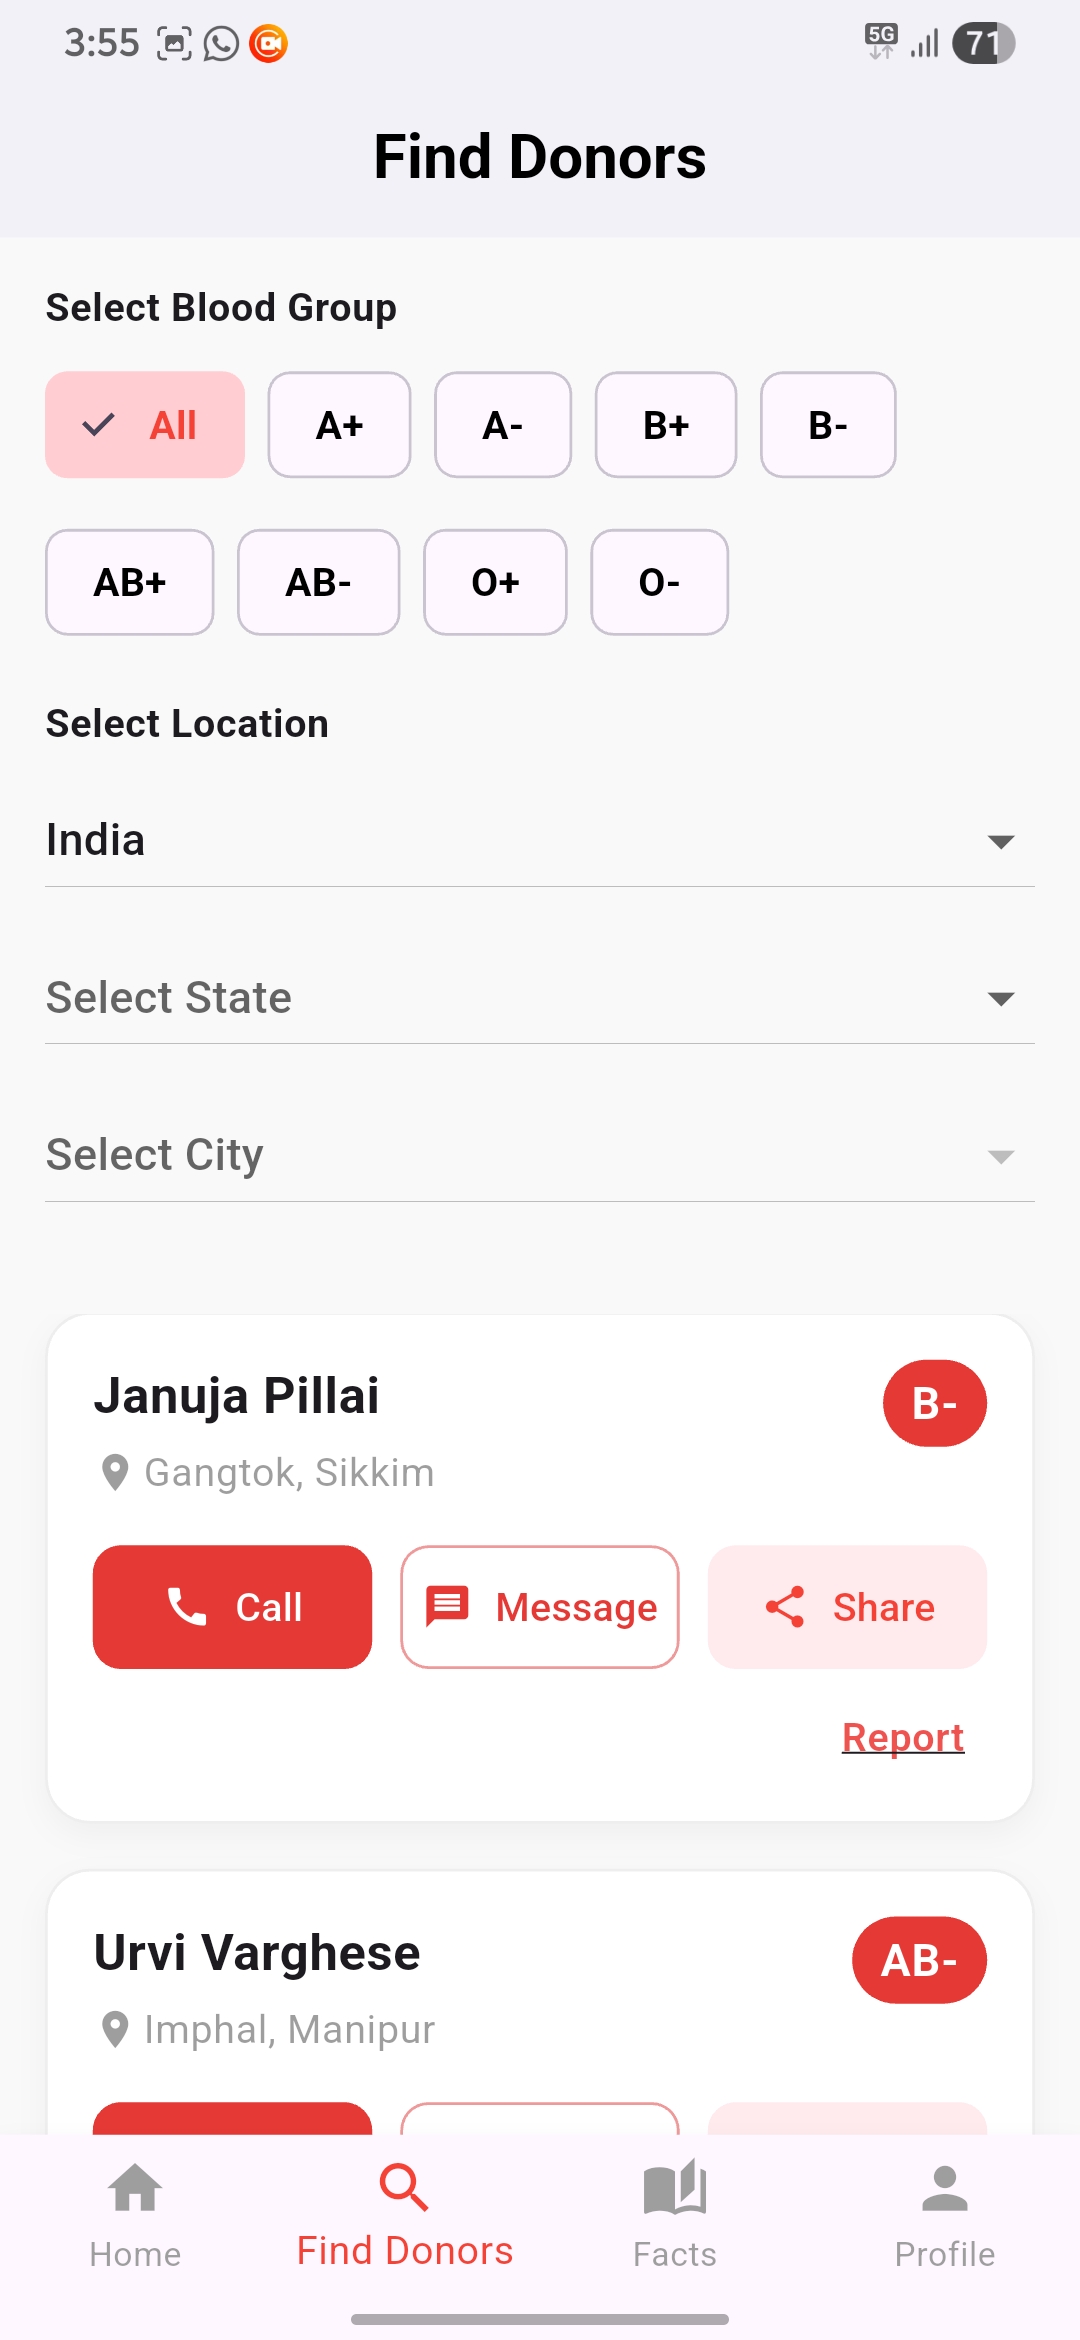 3:55 5G 71
Find Donors
Select Blood Group
All A+ A- B+ B-
AB+ AB- O+ O-
Select Location
India
Select State
Select City
Januja Pillai B-
Gangtok, Sikkim
Call Message Share
Report
Urvi Varghese AB-
Imphal, Manipur
Home Find Donors Facts Profile